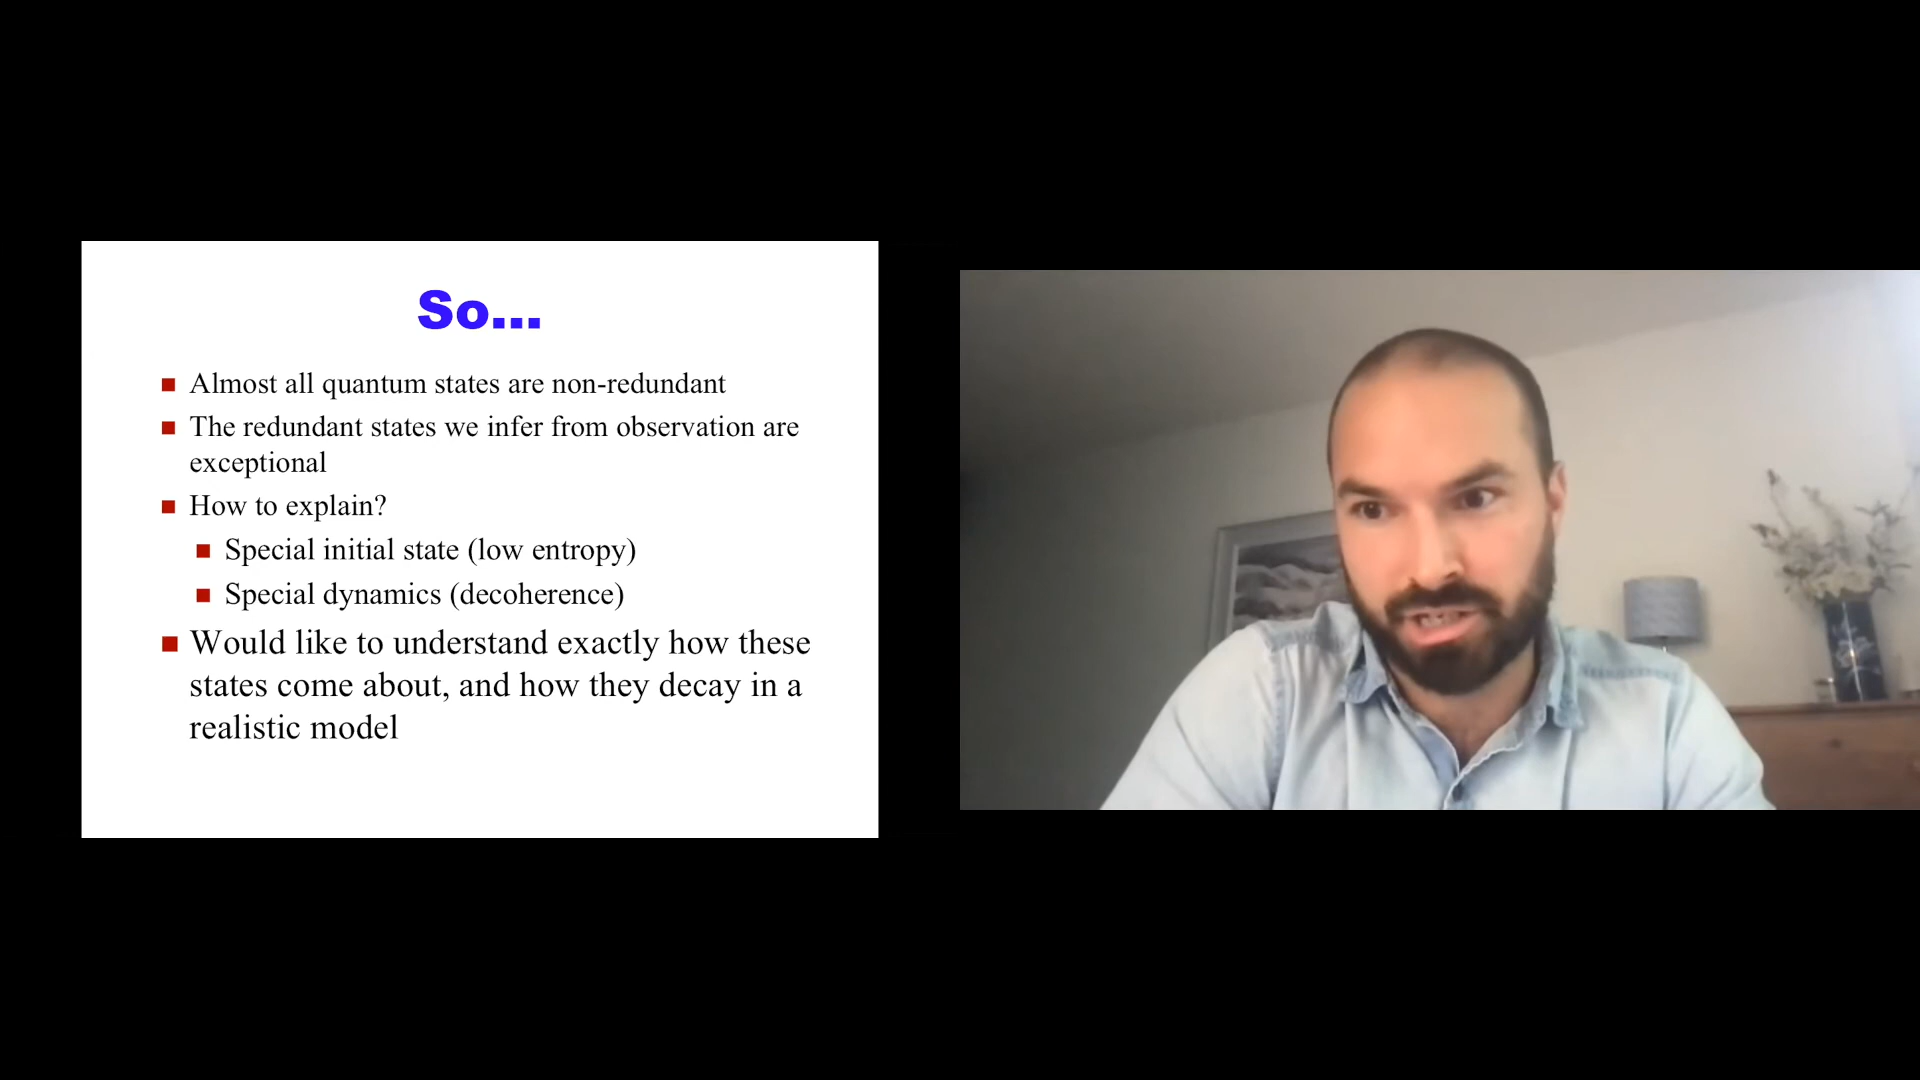 So...
Almost all quantum states are non-redundant
The redundant states we infer from observation are
exceptional
How to explain?
Special initial state (low entropy)
Special dynamics (decoherence)
Would like to understand exactly how these
states come about, and how they decay in a
realistic model